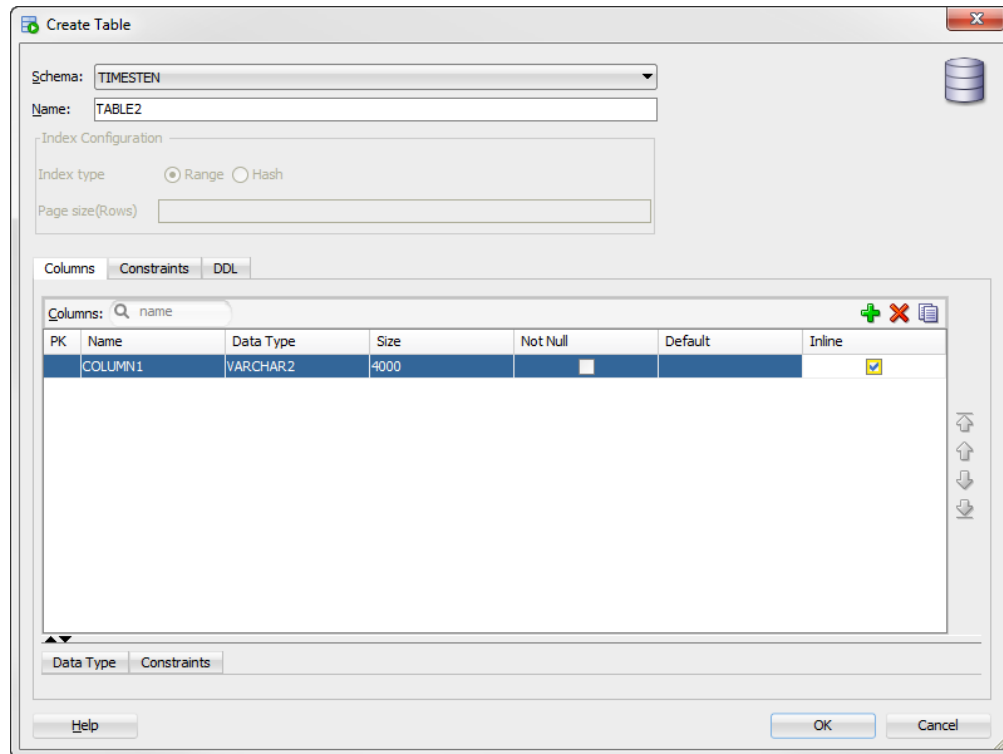 Create Table
Schema: TIMESTEN
Name: TABLE2
Index Configuration
Index type Range Hash
Page size(Rows)
Columns Constraints DDL
Columns: name
PK Name Data Type Size Not Null Default Inline
COLUMN1 VARCHAR2 4000
Data Type Constraints
Help OK Cancel